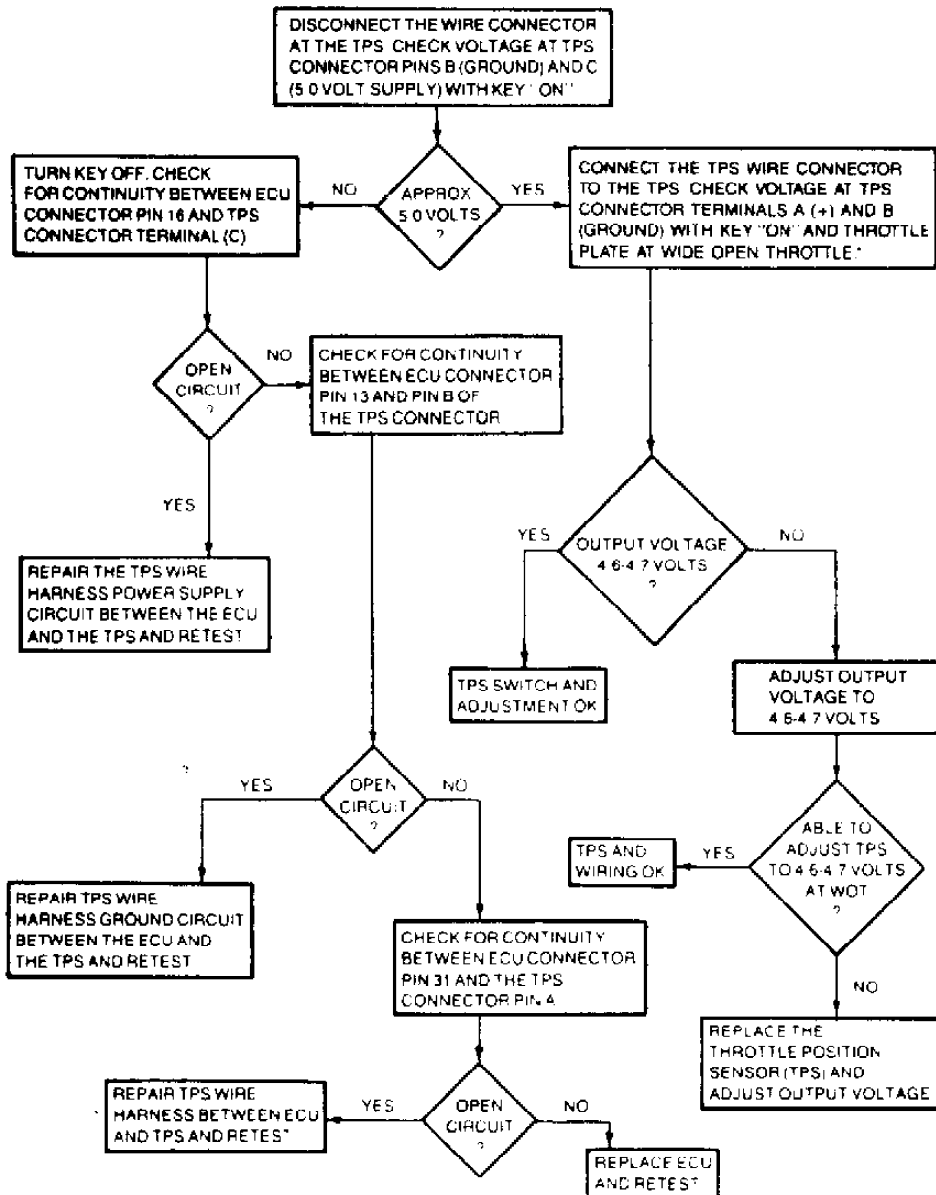 DISCONNECT THE WIRE CONNECTOR
AT THE TPS CHECK VOLTAGE AT TPS
CONNECTOR PINS B (GROUND) AND C
(5 0 VOLT SUPPLY) WITH KEY "ON"
TURN KEY OFF. CHECK
FOR CONTINUITY BETWEEN ECU
CONNECTOR PIN 16 AND TPS
CONNECTOR TERMINAL (C)
NO
APPROX
5 0 VOLTS
?
YES
CONNECT THE TPS WIRE CONNECTOR
TO THE TPS CHECK VOLTAGE AT TPS
CONNECTOR TERMINALS A (+) AND B
(GROUND) WITH KEY "ON" AND THROTTLE
PLATE AT WIDE OPEN THROTTLE.*
OPEN
CIRCUIT
?
NO
CHECK FOR CONTINUITY
BETWEEN ECU CONNECTOR
PIN 13 AND PIN B OF
THE TPS CONNECTOR
YES
REPAIR THE TPS WIRE
HARNESS POWER SUPPLY
CIRCUIT BETWEEN THE ECU
AND THE TPS AND RETEST
YES
OUTPUT VOLTAGE
4 6-4 7 VOLTS
?
NO
TPS SWITCH AND
ADJUSTMENT OK
ADJUST OUTPUT
VOLTAGE TO
4 6-4 7 VOLTS
?
YES
OPEN
CIRCUIT
?
NO
TPS AND
WIRING OK
YES
ABLE TO
ADJUST TPS
TO 4 6-4 7 VOLTS
AT WOT
?
REPAIR TPS WIRE
HARNESS GROUND CIRCUIT
BETWEEN THE ECU AND
THE TPS AND RETEST
CHECK FOR CONTINUITY
BETWEEN ECU CONNECTOR
PIN 31 AND THE TPS
CONNECTOR PIN A
NO
REPLACE THE
THROTTLE POSITION
SENSOR (TPS) AND
ADJUST OUTPUT VOLTAGE
REPAIR TPS WIRE
HARNESS BETWEEN ECU
AND TPS AND RETEST
YES
OPEN
CIRCUIT
?
NO
REPLACE ECU
AND RETEST